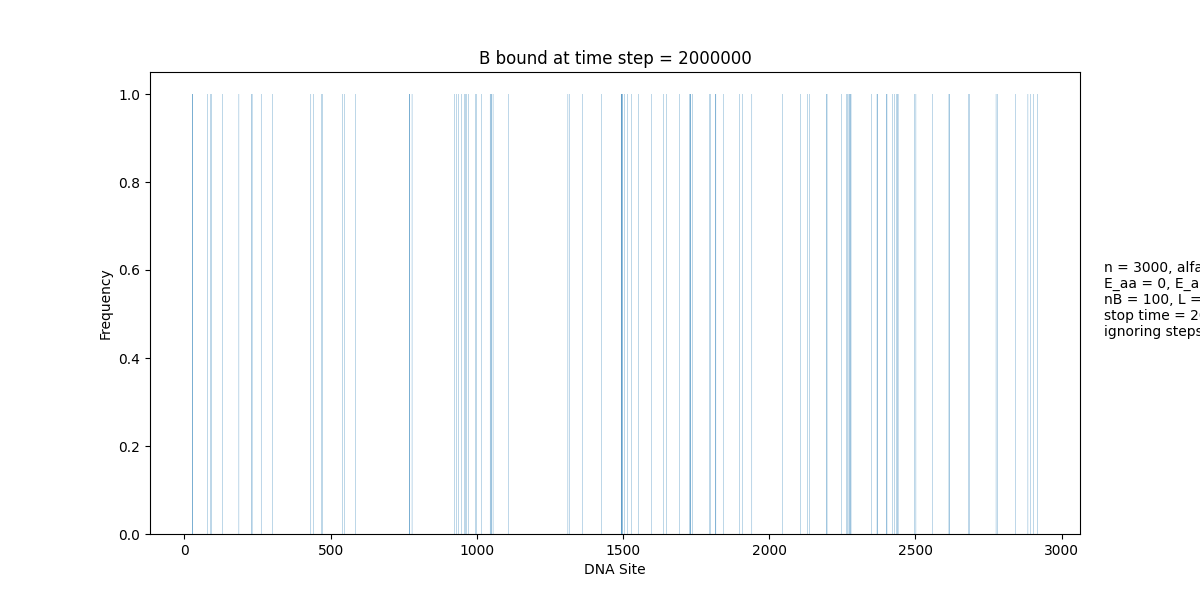 B bound at time step = 2000000
Frequency
1.0
0.8
0.6
0.4
0.2
0.0
0 500 1000 1500 2000 2500 3000
DNA Site
n = 3000, alfa
E_aa = 0, E_a
nB = 100, L =
stop time = 20
ignoring steps